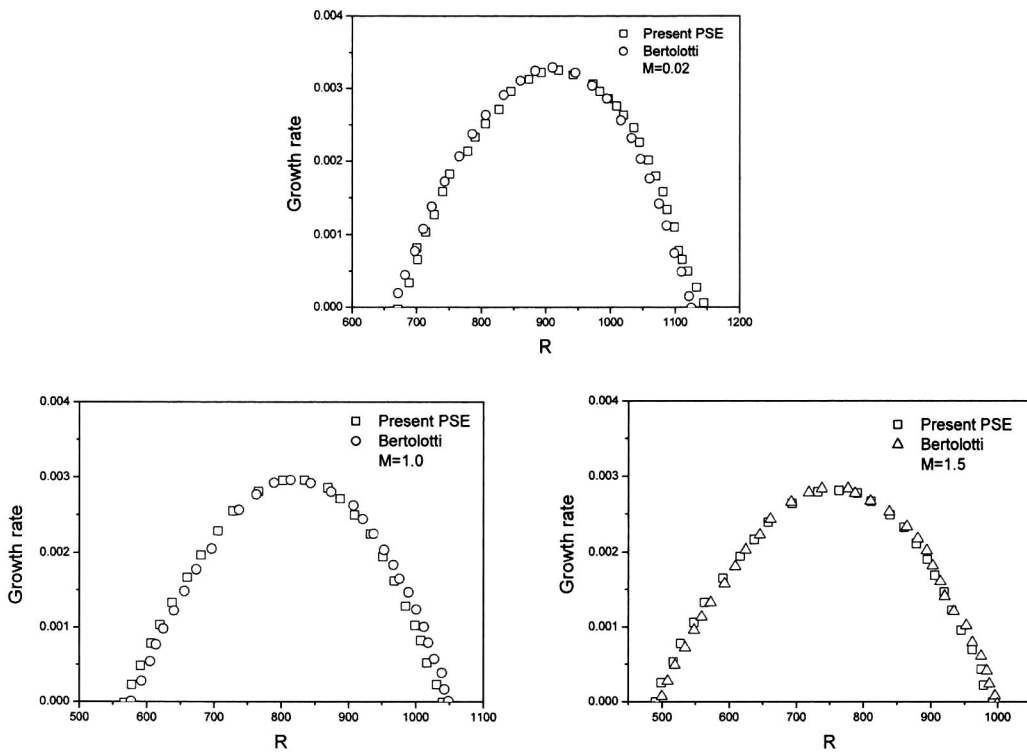 0.004
0.003
0.002
0.001
0.000
Growth rate
Present PSE
Bertolotti
M=0.02
600 700 800 900 1000 1100 1200
R
0.004
0.003
0.002
0.001
0.000
Growth rate
Present PSE
Bertolotti
M=1.0
500 600 700 800 900 1000 1100
R
0.004
0.003
0.002
0.001
0.000
Growth rate
Present PSE
Bertolotti
M=1.5
500 600 700 800 900 1000
R